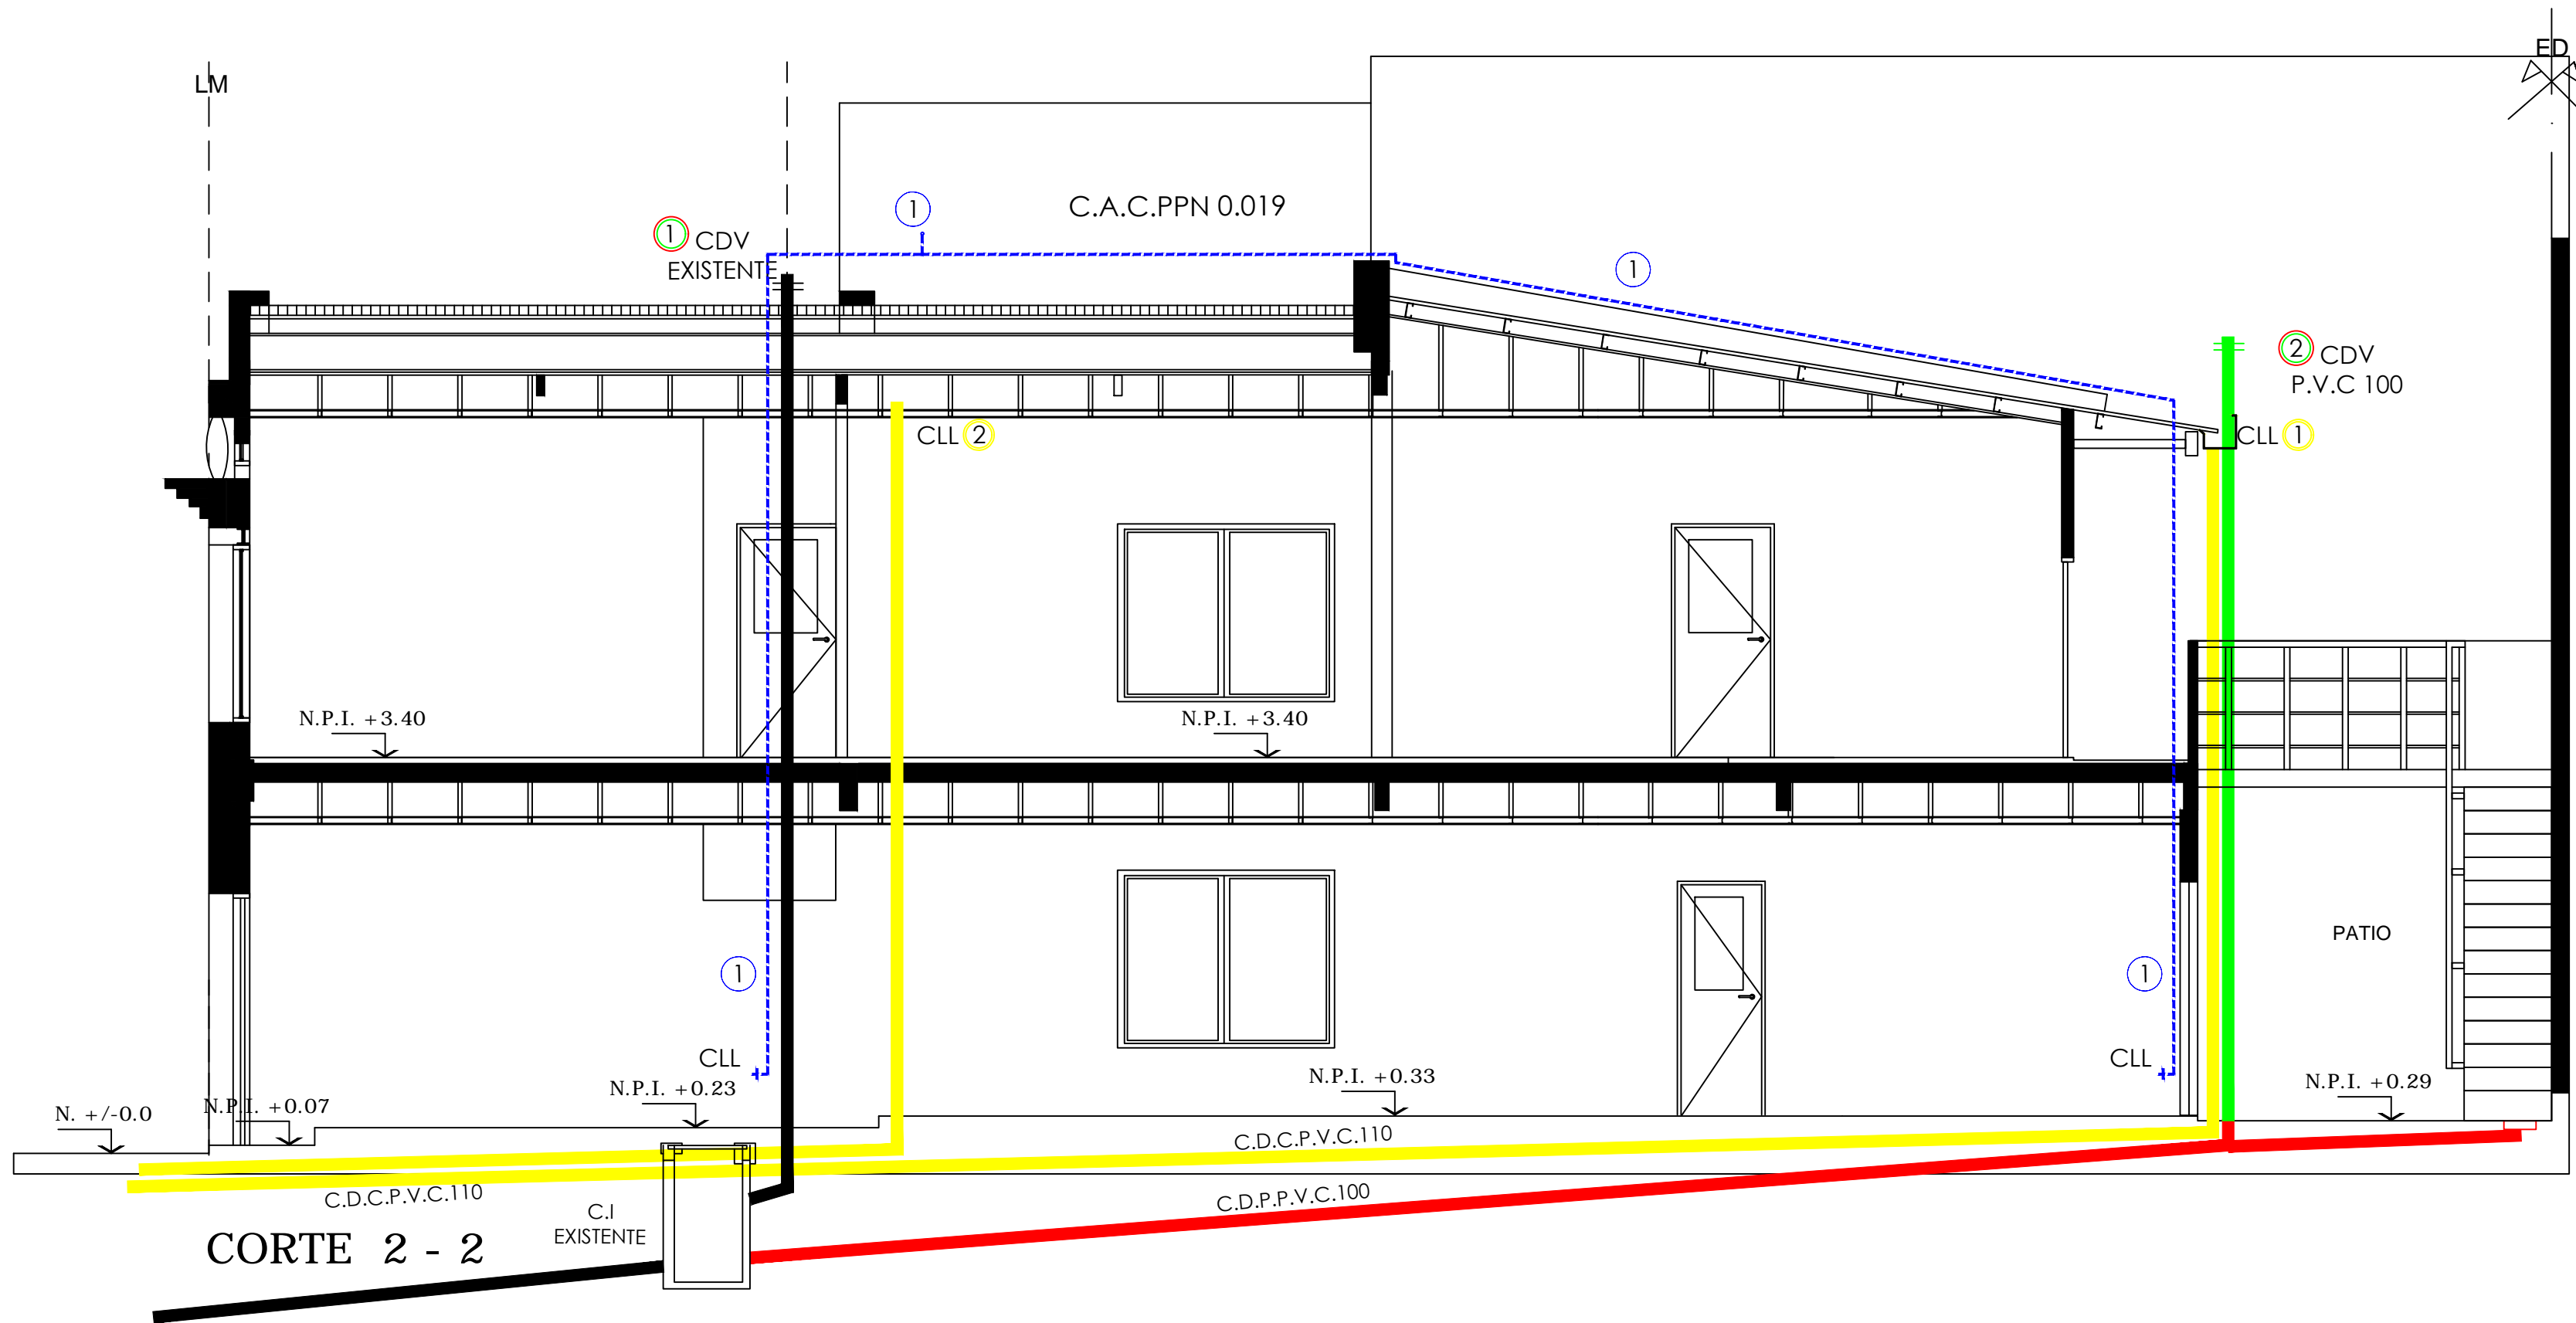 ED
LM
C.A.C.PPN 0.019
1
1 CDV
EXISTENTE
1
2 CDV
P.V.C 100
CLL 2
CLL 1
N.P.I. +3.40
N.P.I. +3.40
PATIO
1
1
CLL
CLL
N.P.I. +0.23
N.P.I. +0.33
N.P.I. +0.29
N. +/-0.0
N.P.I. +0.07
C.D.C.P.V.C.110
C.D.C.P.V.C.110
C.D.P.P.V.C.100
C.I
EXISTENTE
CORTE 2 - 2